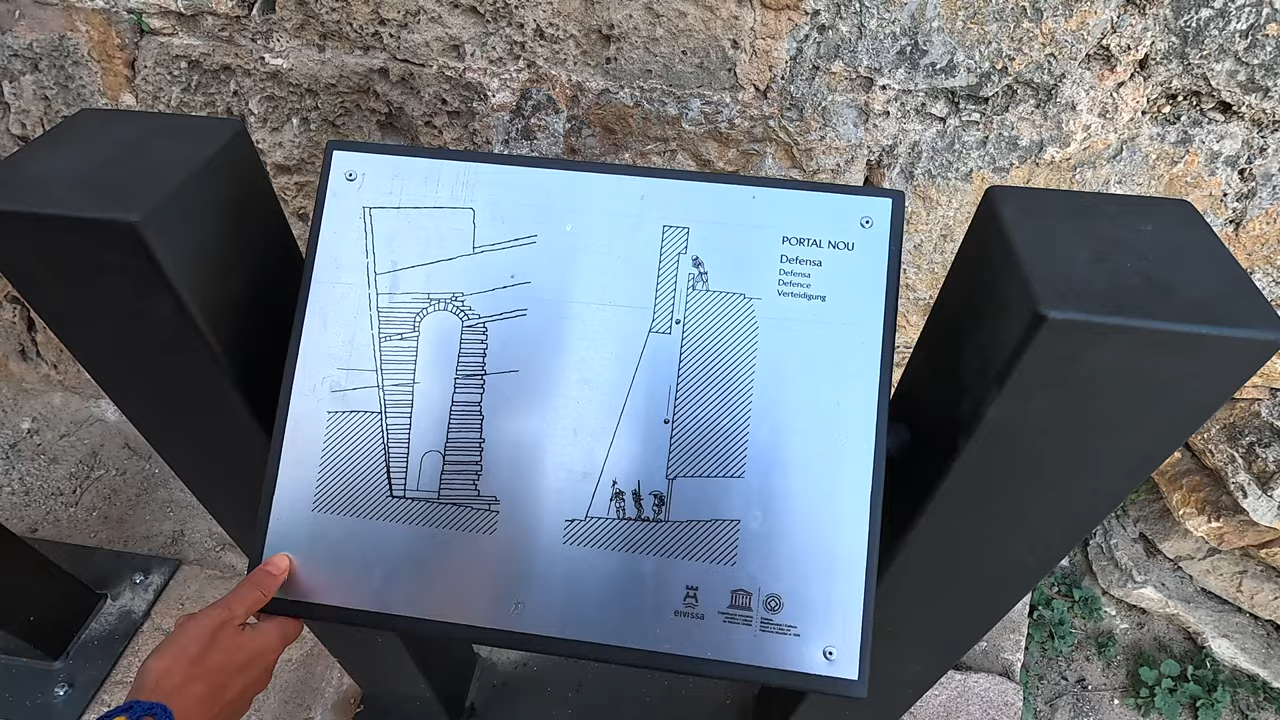 PORTAL NOU
Defensa
Defensa
Defence
Verteidigung
EIVISSA